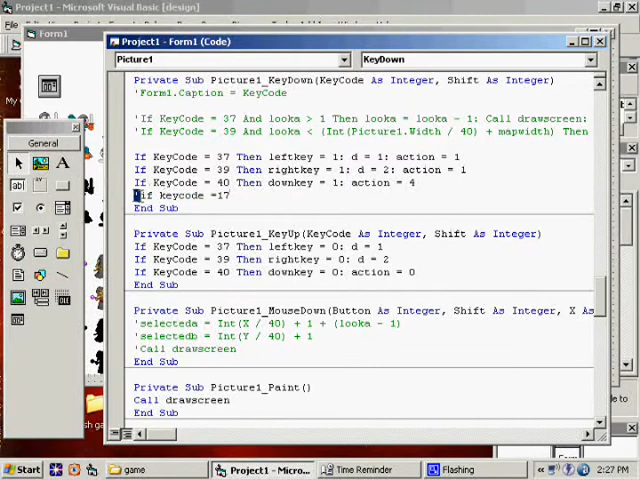 Project1 - Microsoft Visual Basic [design]
File
Form1
Project1 - Form1 (Code)
Picture1
KeyDown
General
Private Sub Picture1_KeyDown(KeyCode As Integer, Shift As Integer)
'Form1.Caption = KeyCode
'If KeyCode = 37 And looka > 1 Then looka = looka - 1: Call drawscreen:
'If KeyCode = 39 And looka < (Int(Picture1.Width / 40) + mapwidth) Then
If KeyCode = 37 Then leftkey = 1: d = 1: action = 1
If KeyCode = 39 Then rightkey = 1: d = 2: action = 1
If KeyCode = 40 Then downkey = 1: action = 4
'if keycode =17
End Sub
Private Sub Picture1_KeyUp(KeyCode As Integer, Shift As Integer)
If KeyCode = 37 Then leftkey = 0: d = 1
If KeyCode = 39 Then rightkey = 0: d = 2
If KeyCode = 40 Then downkey = 0: action = 0
End Sub
Private Sub Picture1_MouseDown(Button As Integer, Shift As Integer, X As
'selecteda = Int(X / 40) + 1 + (looka - 1)
'selectedb = Int(Y / 40) + 1
'Call drawscreen
End Sub
Private Sub Picture1_Paint()
Call drawscreen
End Sub
Start
game
Project1 - Micro...
Time Reminder
Flashing
2:27 PM